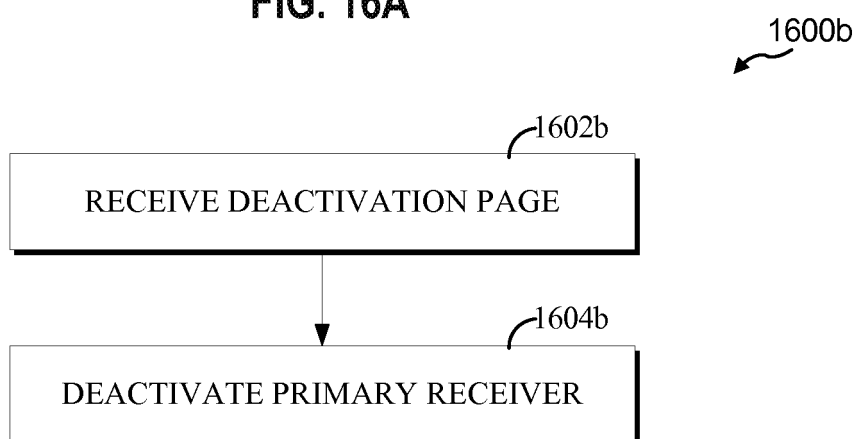 FIG. 16A
1600b
1602b
RECEIVE DEACTIVATION PAGE
1604b
DEACTIVATE PRIMARY RECEIVER